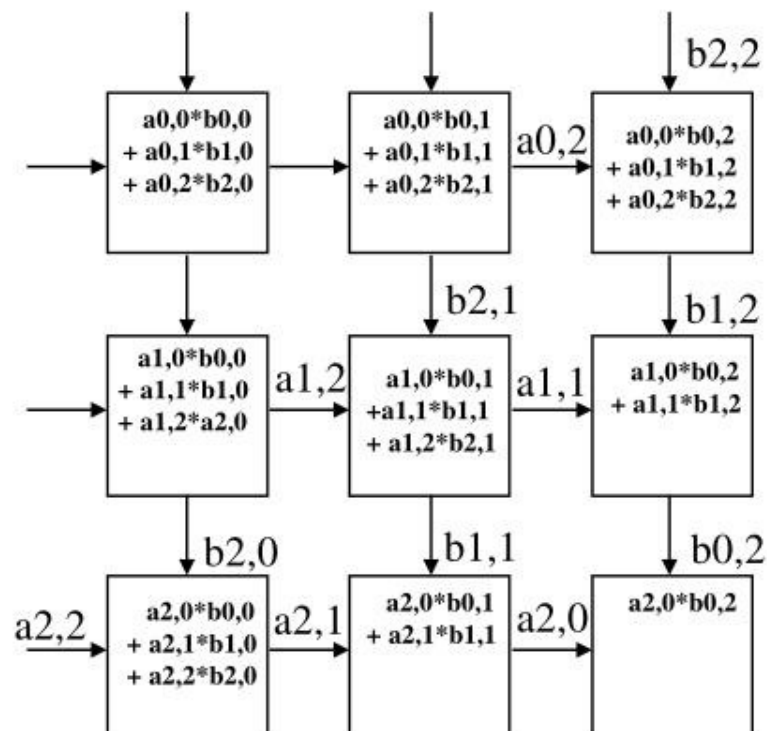 b2,2
a0,0*b0,0
+ a0,1*b1,0
+ a0,2*b2,0
a0,0*b0,1
+ a0,1*b1,1
+ a0,2*b2,1
a0,2
a0,0*b0,2
+ a0,1*b1,2
+ a0,2*b2,2
b2,1
b1,2
a1,0*b0,0
+ a1,1*b1,0
+ a1,2*a2,0
a1,2
a1,0*b0,1
+a1,1*b1,1
+ a1,2*b2,1
a1,1
a1,0*b0,2
+ a1,1*b1,2
b2,0
b1,1
b0,2
a2,2
a2,0*b0,0
+ a2,1*b1,0
+ a2,2*b2,0
a2,1
a2,0*b0,1
+ a2,1*b1,1
a2,0
a2,0*b0,2